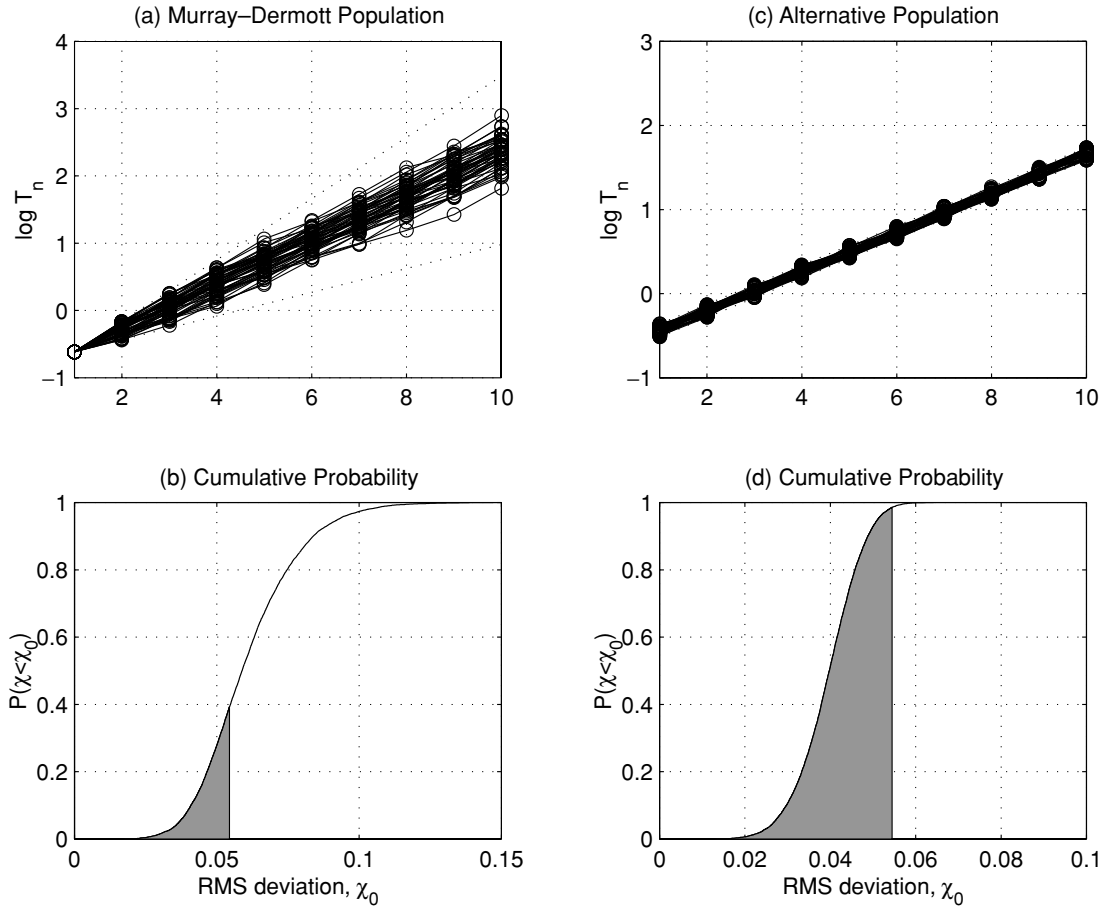 (a) Murray–Dermott Population
4
3
2
1
0
−1
log T_n
2 4 6 8 10
(c) Alternative Population
3
2
1
0
−1
log T_n
2 4 6 8 10
(b) Cumulative Probability
1
0.8
0.6
0.4
0.2
0
P(χ<χ_0)
0 0.05 0.1 0.15
RMS deviation, χ_0
(d) Cumulative Probability
1
0.8
0.6
0.4
0.2
0
P(χ<χ_0)
0 0.02 0.04 0.06 0.08 0.1
RMS deviation, χ_0